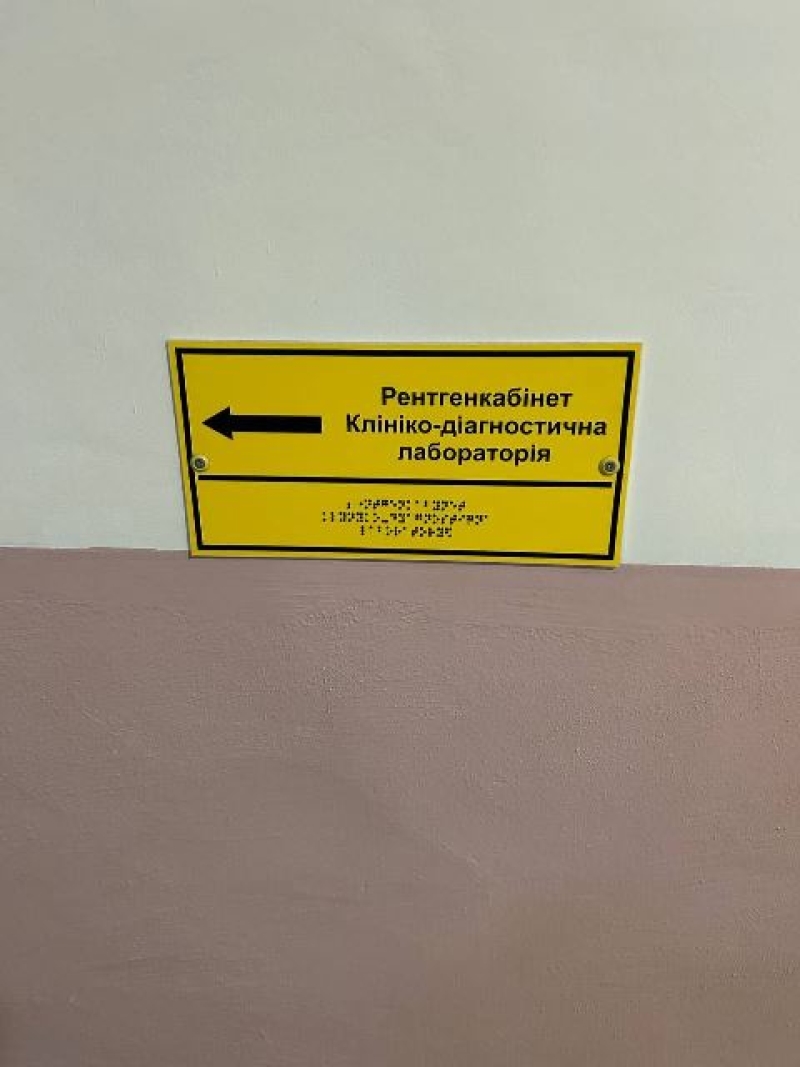 Рентгенкабінет
Клініко-діагностична
лабораторія